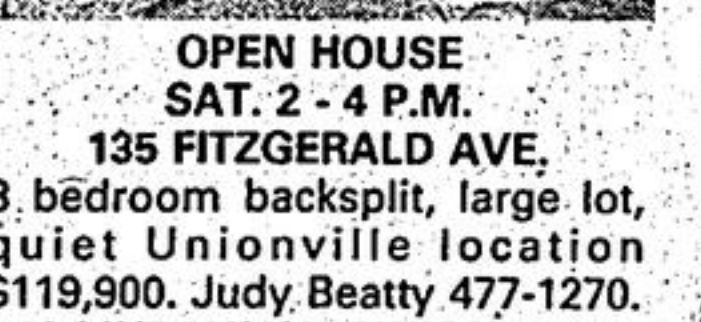 OPEN HOUSE
SAT. 2 - 4 P.M.
135 FITZGERALD AVE.
3 bedroom backsplit, large lot,
quiet Unionville location
$119,900. Judy Beatty 477-1270.